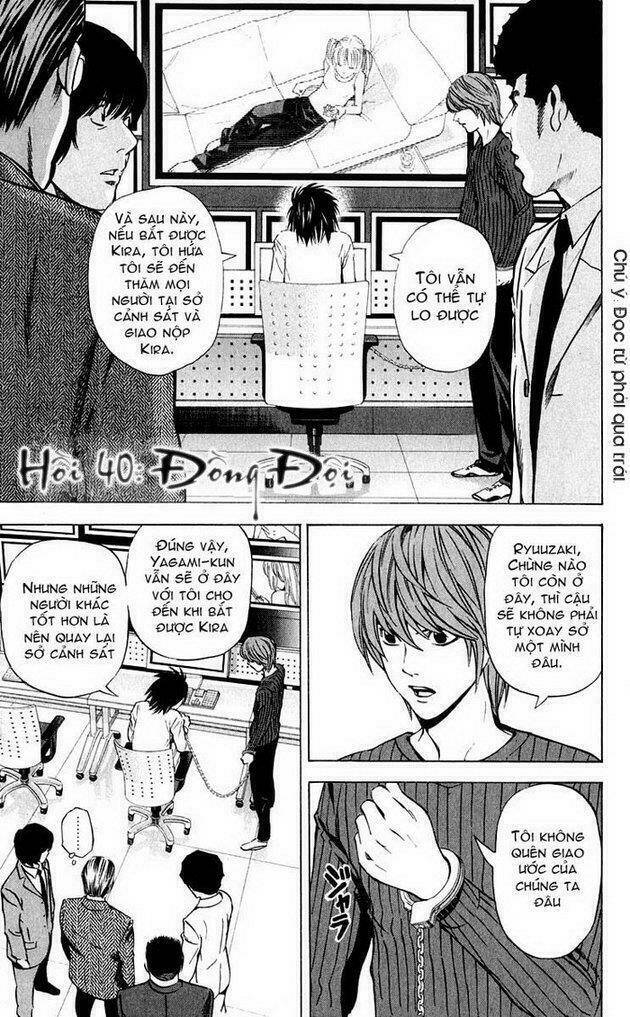 Chú ý: Đọc từ phải qua trái.
Tôi vẫn
có thể tự
lo được
Và sau này,
nếu bắt được
Kira, tôi hứa
tôi sẽ đến
thăm mọi
người tại sở
cảnh sát và
giao nộp
Kira.
Hồi 40: Đồng Đội
Ryuuzaki,
Chừng nào
tôi còn ở
đây, thì cậu
sẽ không phải
tự xoay sở
một mình
đâu.
Tôi không
quên giao
ước của
chúng ta
đâu
ジャラ
Đúng vậy,
Yagami-kun
vẫn sẽ ở đây
với tôi cho
đến khi bắt
được Kira
Nhưng những
người khác
tốt hơn là
nên quay lại
sở cảnh sát
......